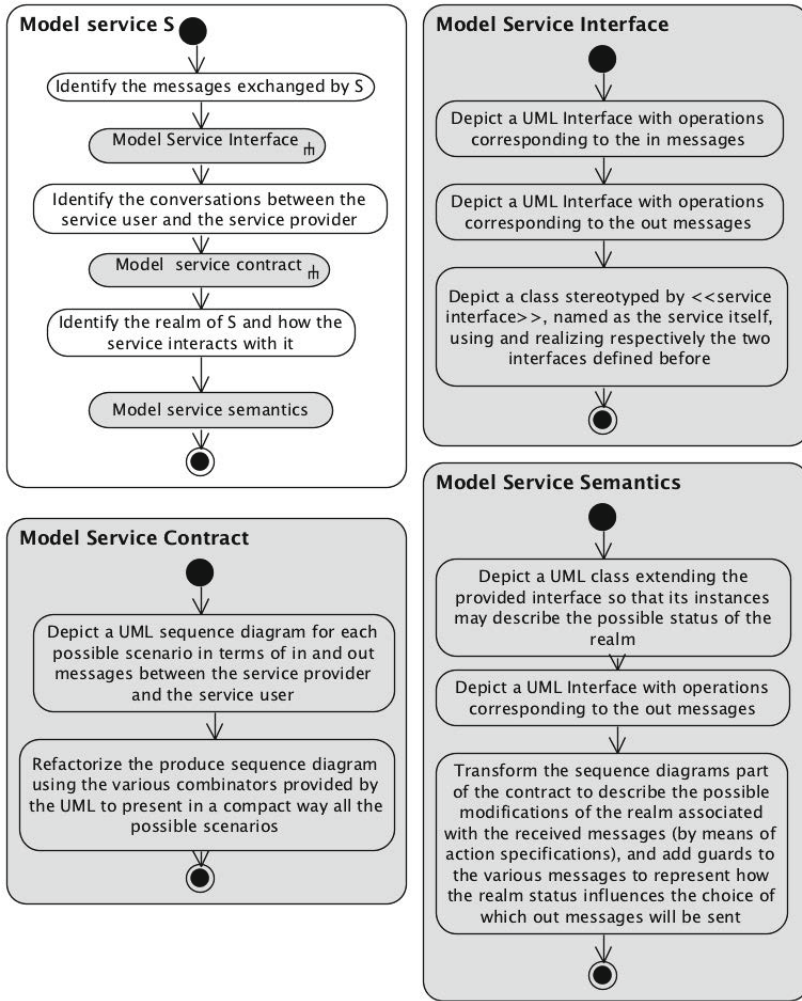 Model service S
Identify the messages exchanged by S
Model Service Interface
Identify the conversations between the
service user and the service provider
Model service contract
Identify the realm of S and how the
service interacts with it
Model service semantics
Model Service Interface
Depict a UML Interface with operations
corresponding to the in messages
Depict a UML Interface with operations
corresponding to the out messages
Depict a class stereotyped by <<service
interface>>, named as the service itself,
using and realizing respectively the two
interfaces defined before
Model Service Contract
Depict a UML sequence diagram for each
possible scenario in terms of in and out
messages between the service provider
and the service user
Refactorize the produce sequence diagram
using the various combinators provided by
the UML to present in a compact way all the
possible scenarios
Model Service Semantics
Depict a UML class extending the
provided interface so that its instances
may describe the possible status of the
realm
Depict a UML Interface with operations
corresponding to the out messages
Transform the sequence diagrams part
of the contract to describe the possible
modifications of the realm associated
with the received messages (by means of
action specifications), and add guards to
the various messages to represent how
the realm status influences the choice of
which out messages will be sent